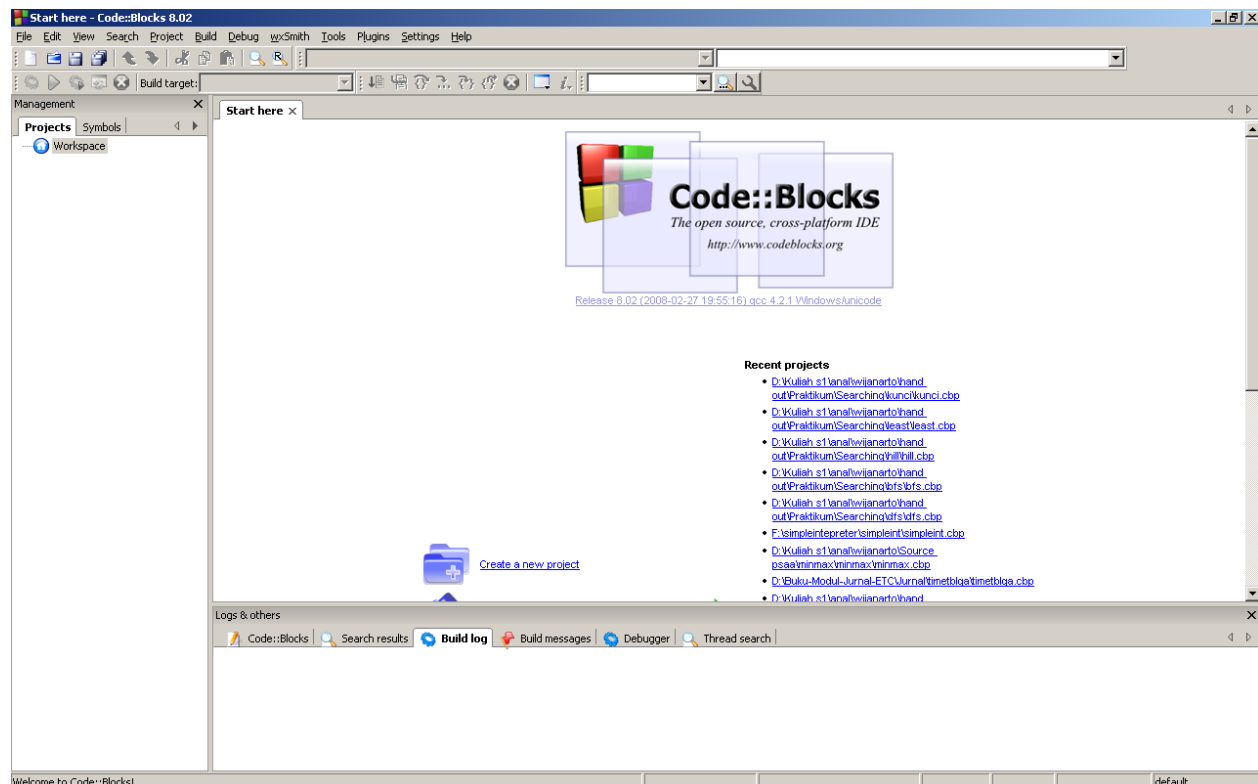 Start here - Code::Blocks 8.02
File Edit View Search Project Build Debug wxSmith Tools Plugins Settings Help
Build target:
Management
Projects Symbols
Workspace
Start here
Code::Blocks
The open source, cross-platform IDE
http://www.codeblocks.org
Release 8.02 (2008-02-27 19:55:16) gcc 4.2.1 Windows/unicode
Recent projects
D:\Kuliah s1\anal\wijanarto\hand
out\Praktikum\Searching\kunci\kunci.cbp
D:\Kuliah s1\anal\wijanarto\hand
out\Praktikum\Searching\least\least.cbp
D:\Kuliah s1\anal\wijanarto\hand
out\Praktikum\Searching\hill\hill.cbp
D:\Kuliah s1\anal\wijanarto\hand
out\Praktikum\Searching\bfs\bfs.cbp
D:\Kuliah s1\anal\wijanarto\hand
out\Praktikum\Searching\dfs\dfs.cbp
F:\simpleintepreter\simpleint\simpleint.cbp
D:\Kuliah s1\anal\wijanarto\Source
psaa\minmax\minmax\minmax.cbp
D:\Buku-Modul-Jurnal-ETC\Jurnal\timetblga\timetblga.cbp
D:\Kuliah s1\anal\wijanarto\hand
Create a new project
Logs & others
Code::Blocks Search results Build log Build messages Debugger Thread search
Welcome to Code::Blocks!
default